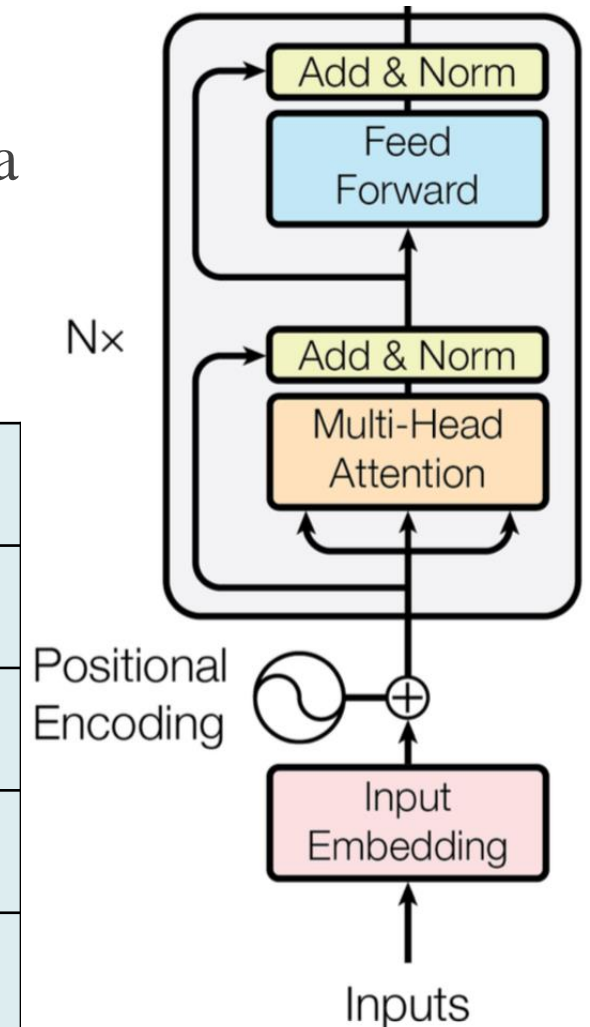 a
Add & Norm
Feed
Forward
N×
Add & Norm
Multi-Head
Attention
Positional
Encoding
Input
Embedding
Inputs